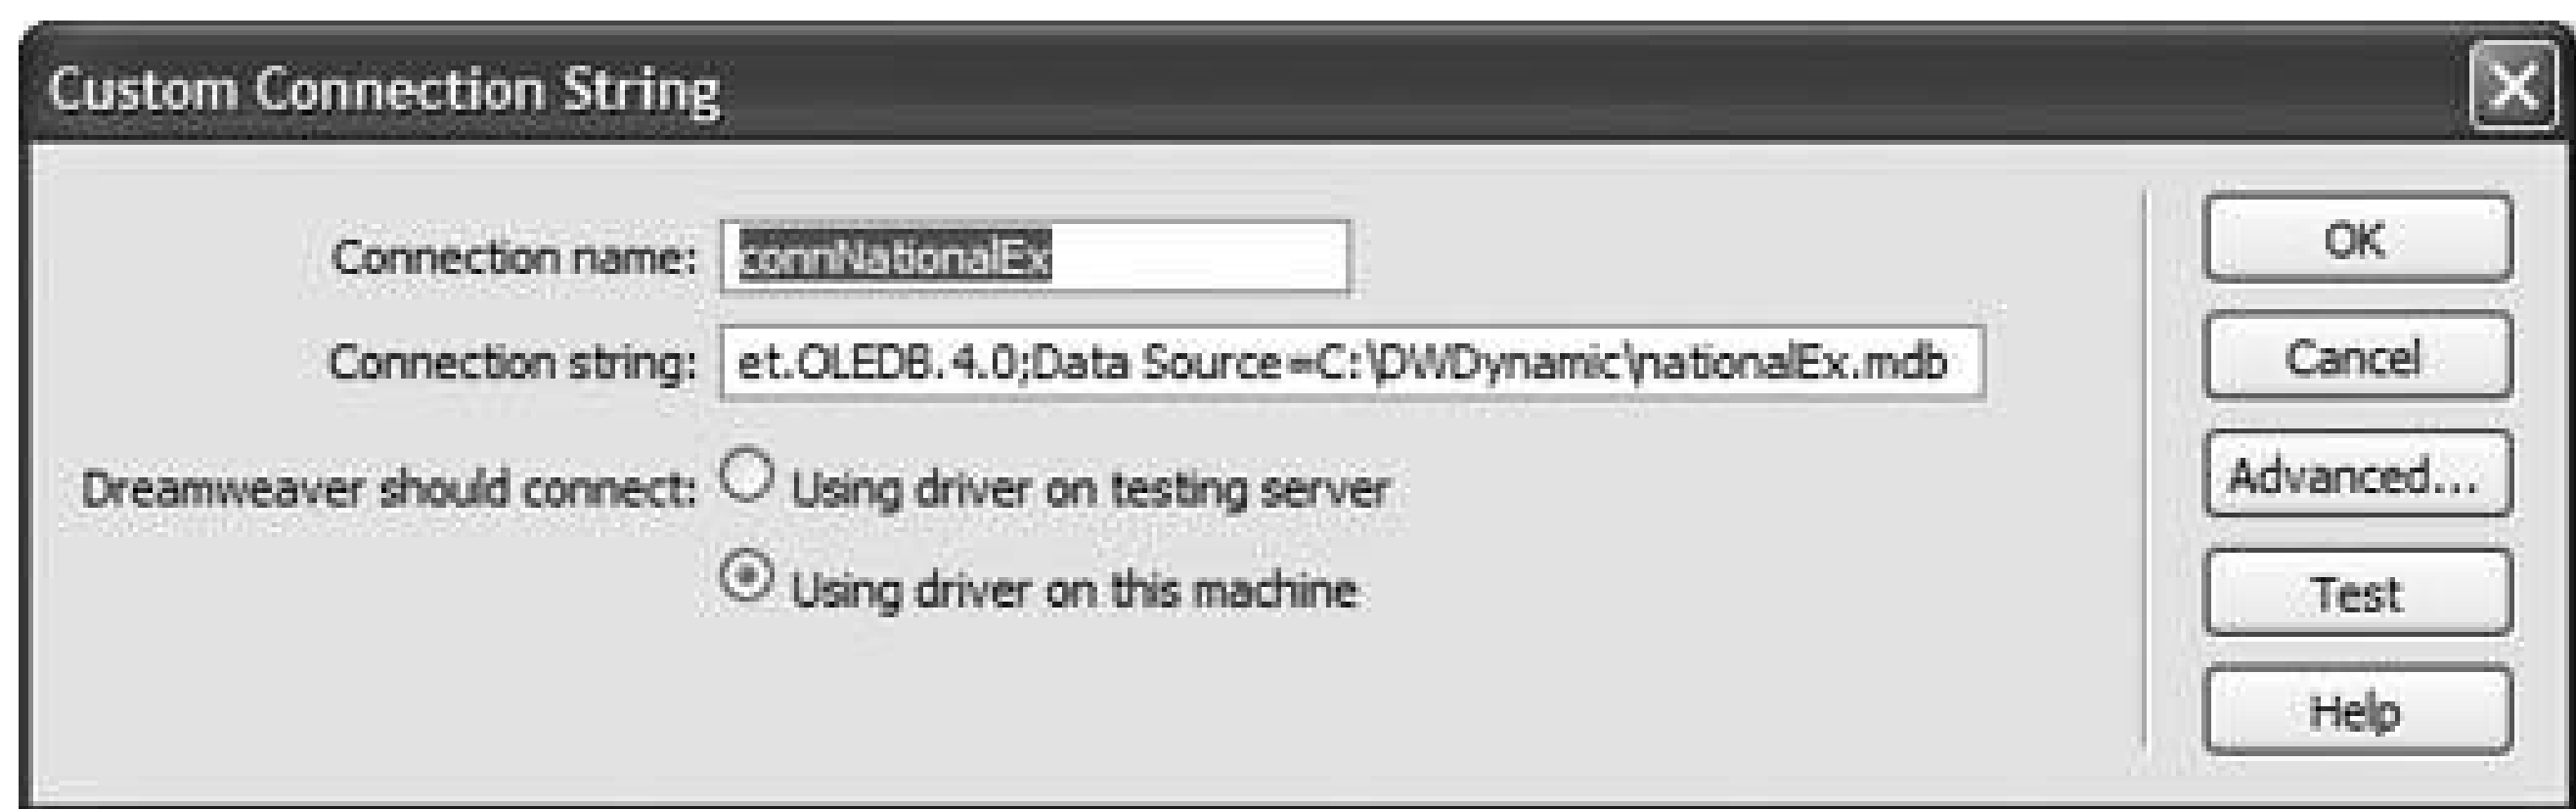 Custom Connection String
Connection name: connNationalEx
Connection string: et.OLEDB.4.0;Data Source=C:\DWDynamic\nationalEx.mdb
Dreamweaver should connect: Using driver on testing server
Using driver on this machine
OK
Cancel
Advanced...
Test
Help